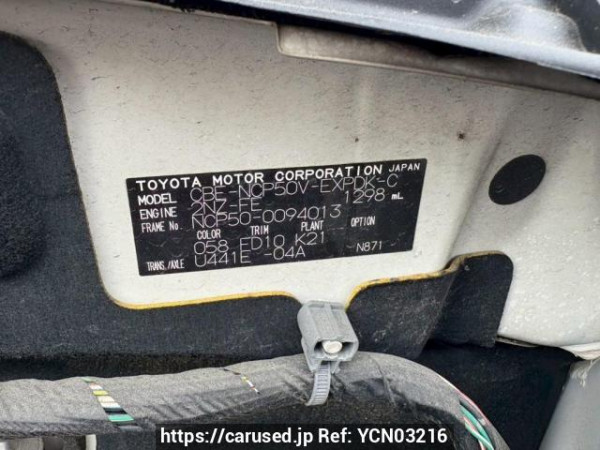 TOYOTA MOTOR CORPORATION JAPAN
MODEL CBE-NCP50V-EXPDK-C
ENGINE 2NZ-FE 1298 mL
FRAME No. NCP50-0094013
COLOR TRIM PLANT OPTION
058 FD10 K21
TRANS./AXLE U441E -04A N871
https://carused.jp Ref: YCN03216